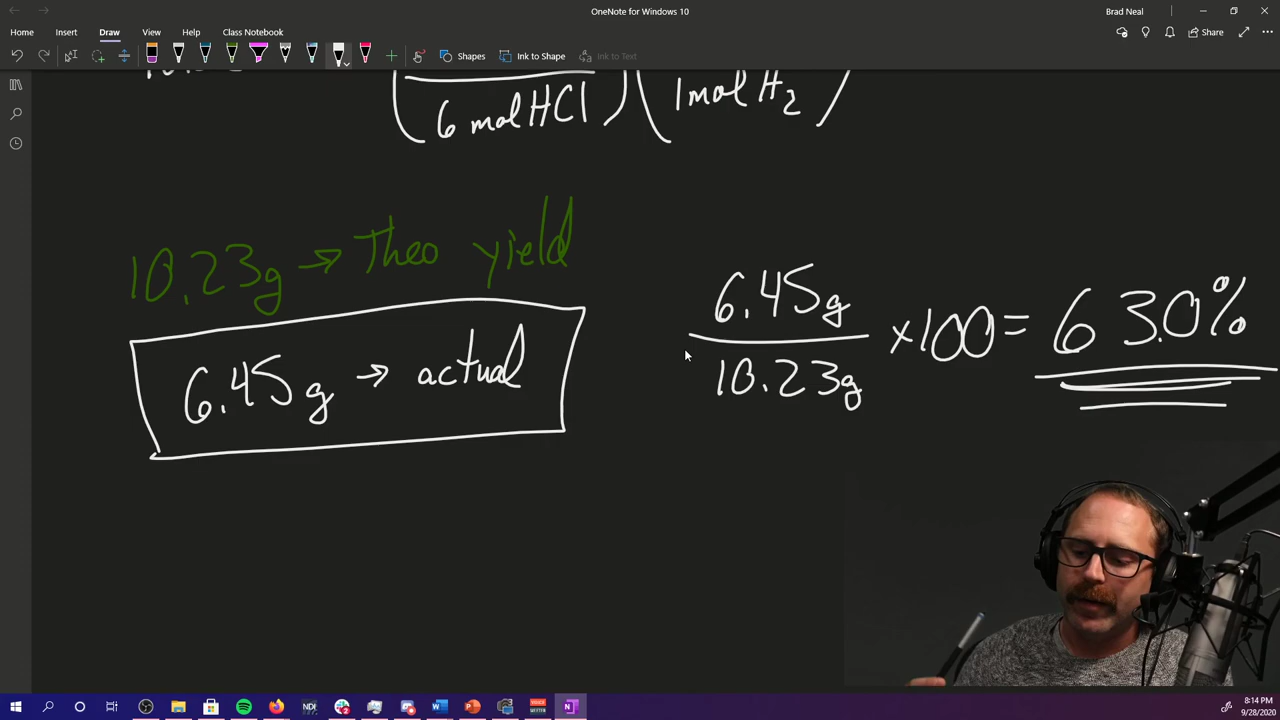 OneNote for Windows 10
Brad Neal
Home Insert Draw View Help Class Notebook
Share
Shapes Ink to Shape Ink to Text
6 mol HCl 1 mol H2
10.23g → Theo yield
6.45g → actual
6.45g
10.23g
×100 = 63.0%
8:14 PM
9/28/2020